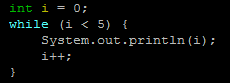 int i = 0;
while (i < 5) {
    System.out.println(i);
    i++;
}